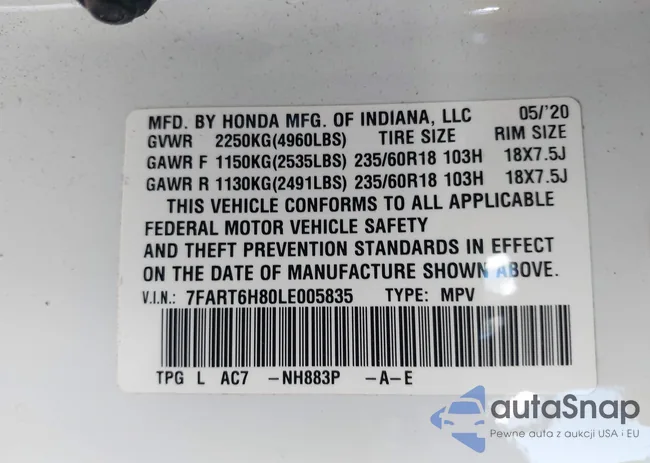 MFD. BY HONDA MFG. OF INDIANA, LLC 05/'20
GVWR 2250KG(4960LBS) TIRE SIZE RIM SIZE
GAWR F 1150KG(2535LBS) 235/60R18 103H 18X7.5J
GAWR R 1130KG(2491LBS) 235/60R18 103H 18X7.5J
THIS VEHICLE CONFORMS TO ALL APPLICABLE
FEDERAL MOTOR VEHICLE SAFETY
AND THEFT PREVENTION STANDARDS IN EFFECT
ON THE DATE OF MANUFACTURE SHOWN ABOVE.
V.I.N.: 7FART6H80LE005835 TYPE: MPV
TPG L AC7 -NH883P -A-E
autaSnap
Pewne auta z aukcji USA i EU